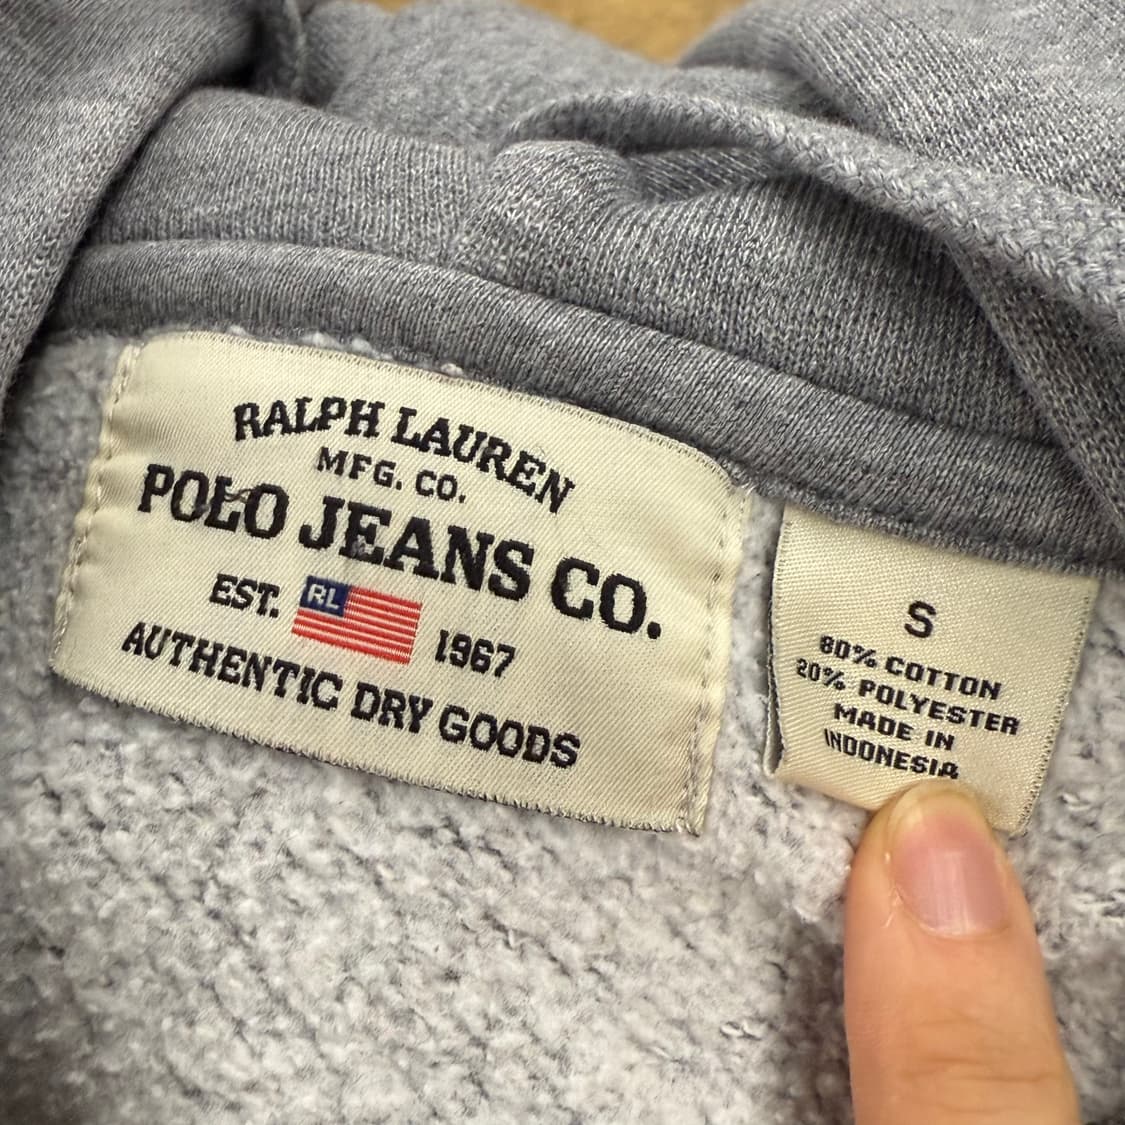 RALPH LAUREN
MFG. CO.
POLO JEANS CO.
EST. RL 1967
AUTHENTIC DRY GOODS
S
80% COTTON
20% POLYESTER
MADE IN
INDONESIA